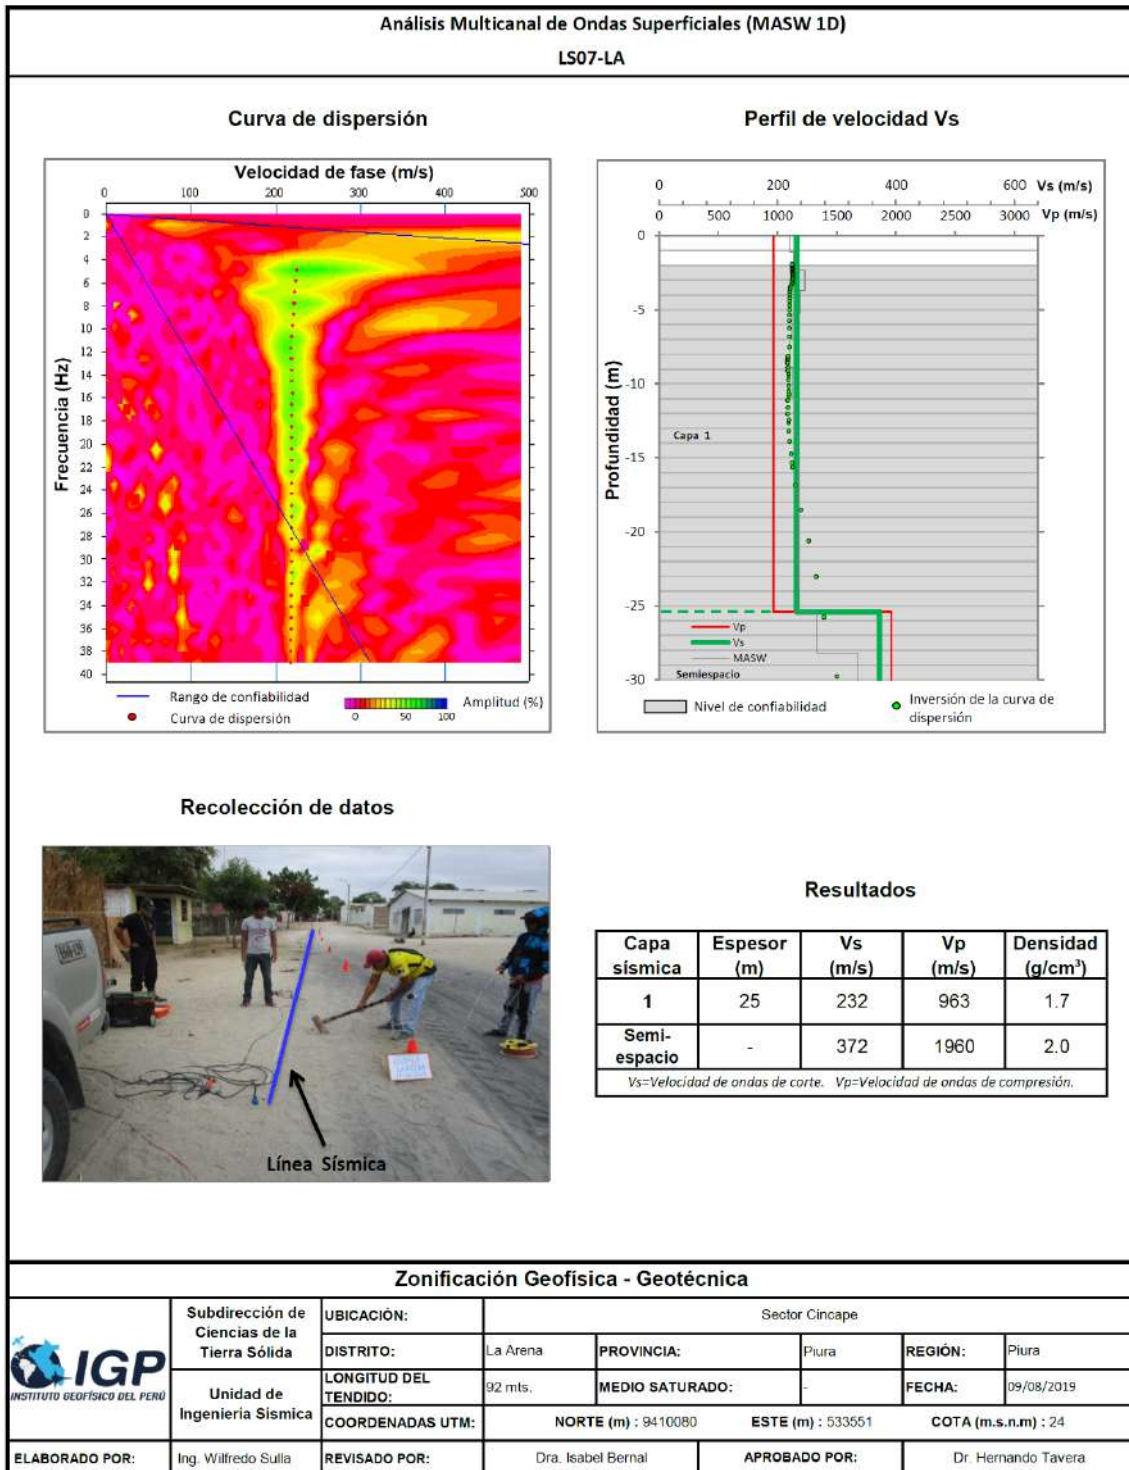 Análisis Multicanal de Ondas Superficiales (MASW 1D)
LS07-LA
Curva de dispersión
Velocidad de fase (m/s)
0 100 200 300 400 500
Frecuencia (Hz)
0
2
4
6
8
10
12
14
16
18
20
22
24
26
28
30
32
34
36
38
40
Rango de confiabilidad
Curva de dispersión
Amplitud (%)
0 50 100
Perfil de velocidad Vs
0 200 400 600 Vs (m/s)
0 500 1000 1500 2000 2500 3000 Vp (m/s)
Profundidad (m)
0
-5
-10
-15
-20
-25
-30
Capa 1
Vp
Vs
MASW
Semiespacio
Nivel de confiabilidad
Inversión de la curva de
dispersión
Recolección de datos
Línea Sísmica
Resultados
Capa sísmica Espesor (m) Vs (m/s) Vp (m/s) Densidad (g/cm³)
1 25 232 963 1.7
Semi-espacio - 372 1960 2.0
Vs=Velocidad de ondas de corte. Vp=Velocidad de ondas de compresión.
Zonificación Geofísica - Geotécnica
IGP
INSTITUTO GEOFÍSICO DEL PERÚ
Subdirección de
Ciencias de la
Tierra Sólida
Unidad de
Ingeniería Sismica
UBICACIÓN: Sector Cincape
DISTRITO: La Arena PROVINCIA: Piura REGIÓN: Piura
LONGITUD DEL TENDIDO: 92 mts. MEDIO SATURADO: - FECHA: 09/08/2019
COORDENADAS UTM: NORTE (m) : 9410080 ESTE (m) : 533551 COTA (m.s.n.m) : 24
ELABORADO POR: Ing. Wilfredo Sulla REVISADO POR: Dra. Isabel Bernal APROBADO POR: Dr. Hernando Tavera